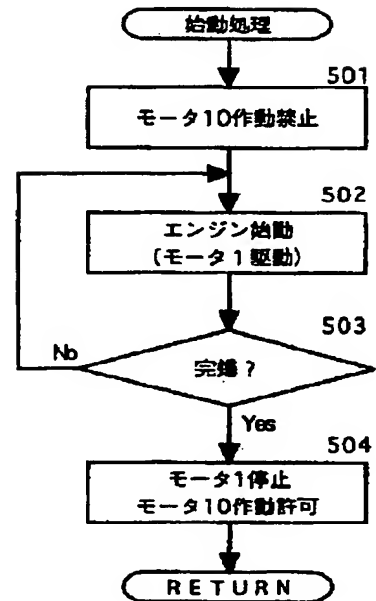 始動処理
501
モータ10作動禁止
502
エンジン始動
(モータ1駆動)
503
完爆?
No
Yes
504
モータ1停止
モータ10作動許可
RETURN